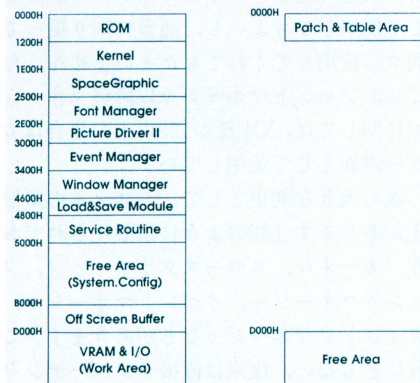 0000H
ROM
1200H
Kernel
1E00H
SpaceGraphic
2500H
Font Manager
2E00H
Picture Driver II
3000H
Event Manager
3400H
Window Manager
4600H
Load&Save Module
4800H
Service Routine
5000H
Free Area
(System.Config)
B000H
Off Screen Buffer
D000H
VRAM & I/O
(Work Area)
0000H
Patch & Table Area
D000H
Free Area